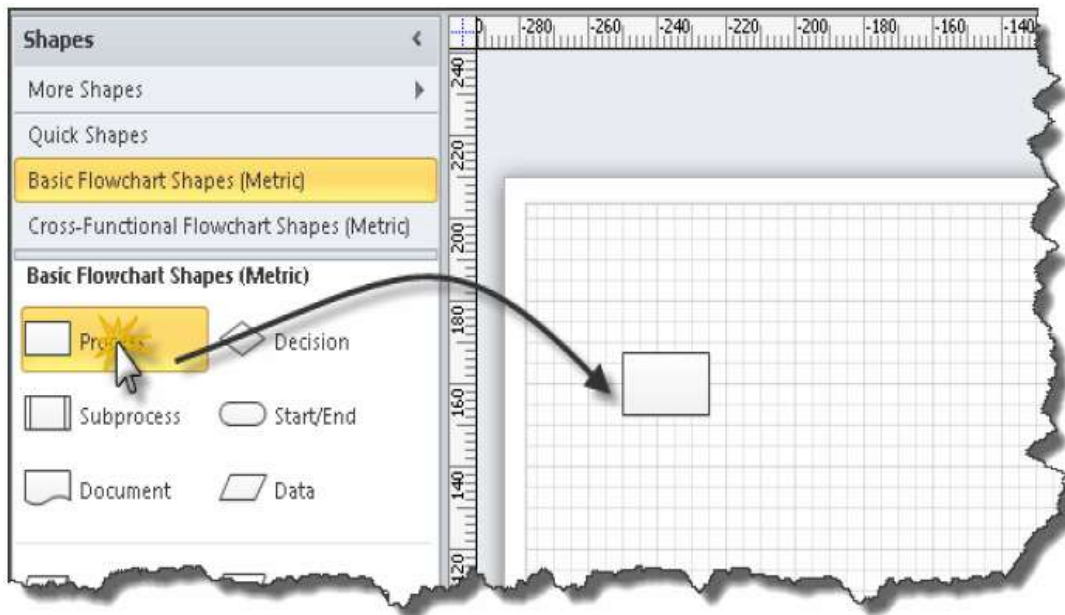 Shapes
More Shapes
Quick Shapes
Basic Flowchart Shapes (Metric)
Cross-Functional Flowchart Shapes (Metric)
Basic Flowchart Shapes (Metric)
Decision
Subprocess
Start/End
Document
Data
-280 -260 -240 -220 -200 -180 -160
240
220
200
180
160
140
120